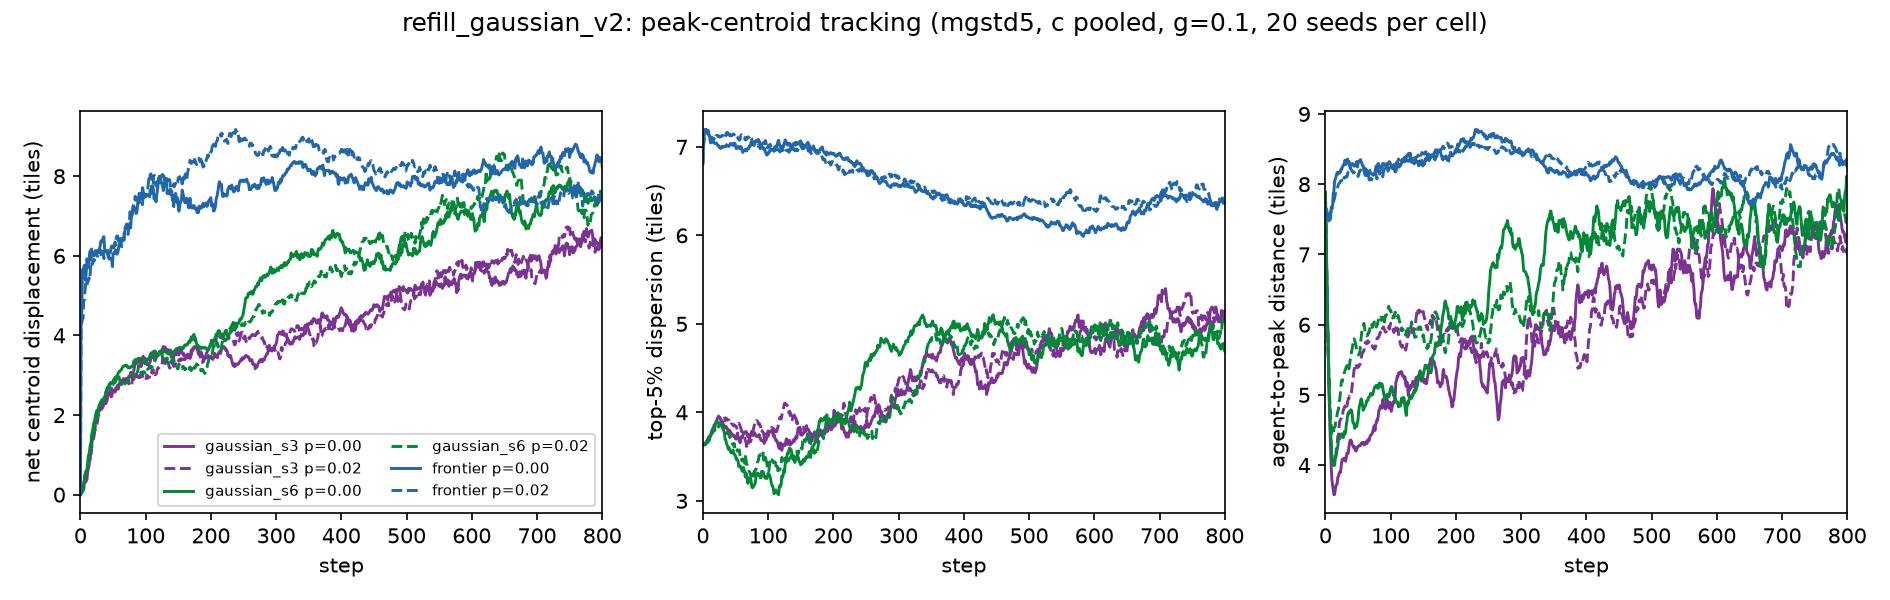 refill_gaussian_v2: peak-centroid tracking (mgstd5, c pooled, g=0.1, 20 seeds per cell)
net centroid displacement (tiles)
0
2
4
6
8
0 100 200 300 400 500 600 700 800
step
gaussian_s3 p=0.00
gaussian_s3 p=0.02
gaussian_s6 p=0.00
gaussian_s6 p=0.02
frontier p=0.00
frontier p=0.02
top-5% dispersion (tiles)
3
4
5
6
7
0 100 200 300 400 500 600 700 800
step
agent-to-peak distance (tiles)
4
5
6
7
8
9
0 100 200 300 400 500 600 700 800
step